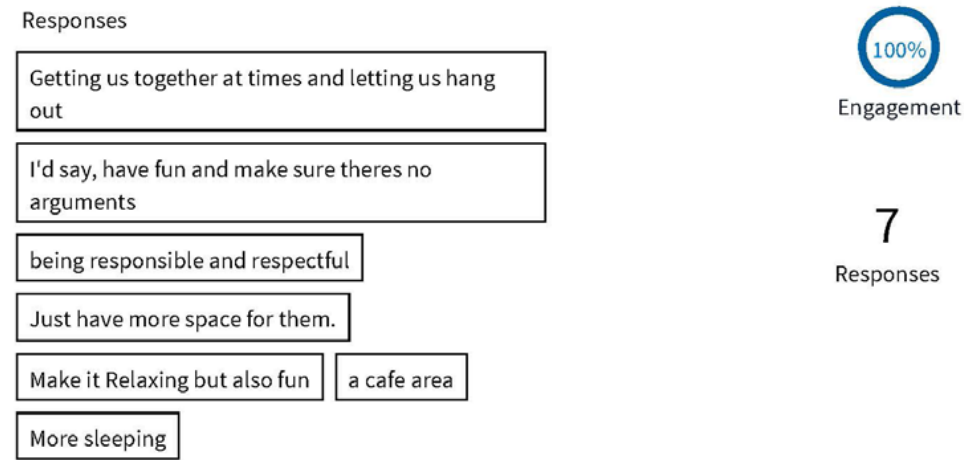 Responses
Getting us together at times and letting us hang
out
I'd say, have fun and make sure theres no
arguments
being responsible and respectful
Just have more space for them.
Make it Relaxing but also fun
a cafe area
More sleeping
100%
Engagement
7
Responses